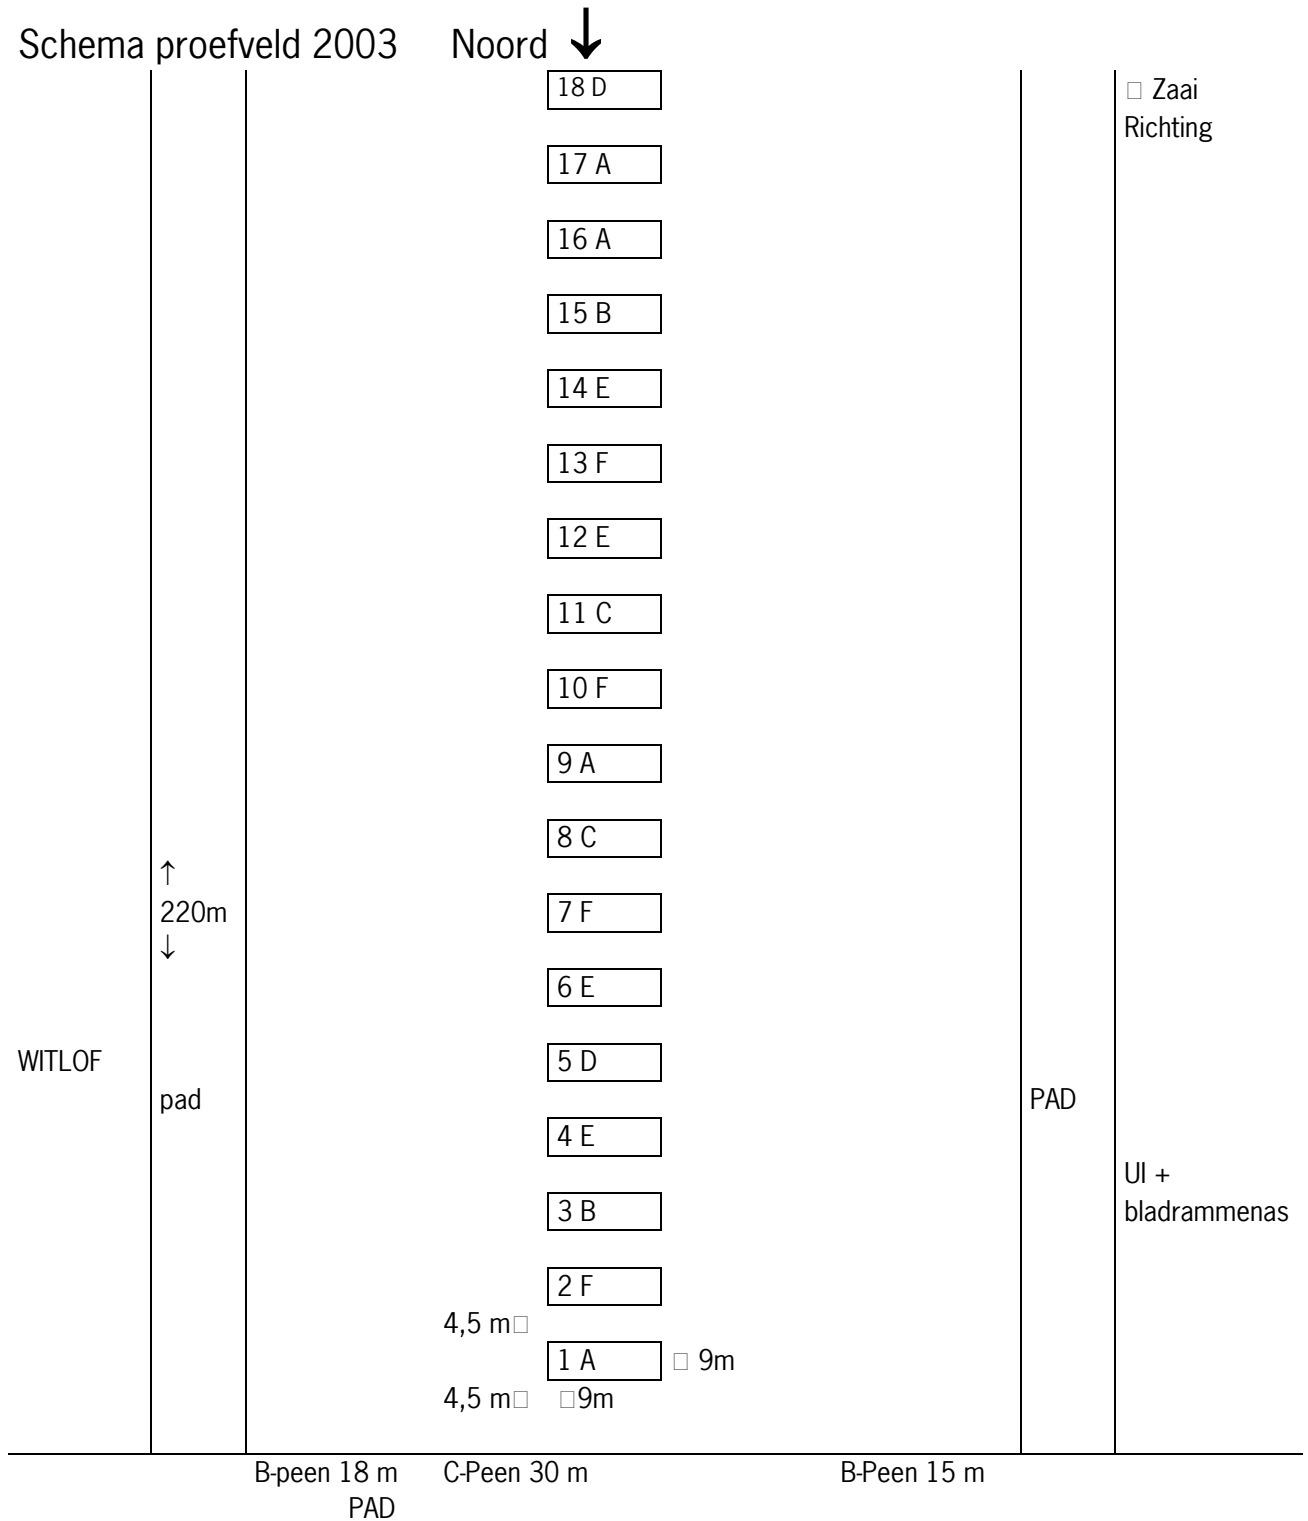 Schema proefveld 2003 Noord ↓
18 D
□ Zaai
Richting
17 A
16 A
15 B
14 E
13 F
12 E
11 C
10 F
9 A
8 C
↑
220m
↓
7 F
6 E
WITLOF
5 D
pad
PAD
4 E
UI +
bladrammenas
3 B
2 F
4,5 m□
1 A
□ 9m
4,5 m□ □9m
B-peen 18 m C-Peen 30 m B-Peen 15 m
PAD